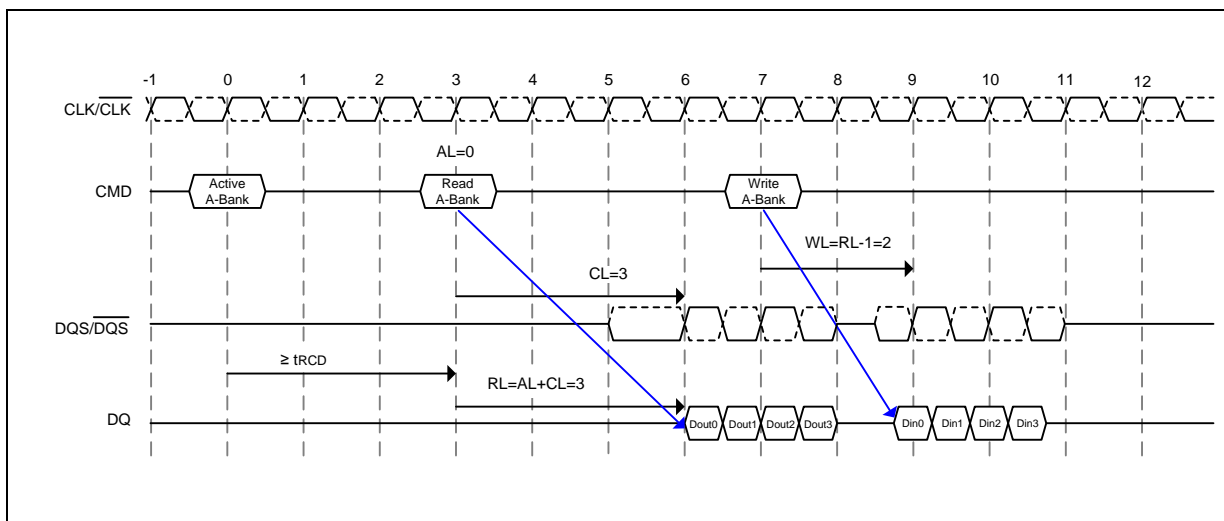 -1 0 1 2 3 4 5 6 7 8 9 10 11 12
CLK/C̅L̅K̅
AL=0
CMD
Active
A-Bank
Read
A-Bank
Write
A-Bank
WL=RL-1=2
CL=3
DQS/D̅Q̅S̅
≥ tRCD
RL=AL+CL=3
DQ
Dout0 Dout1 Dout2 Dout3 Din0 Din1 Din2 Din3